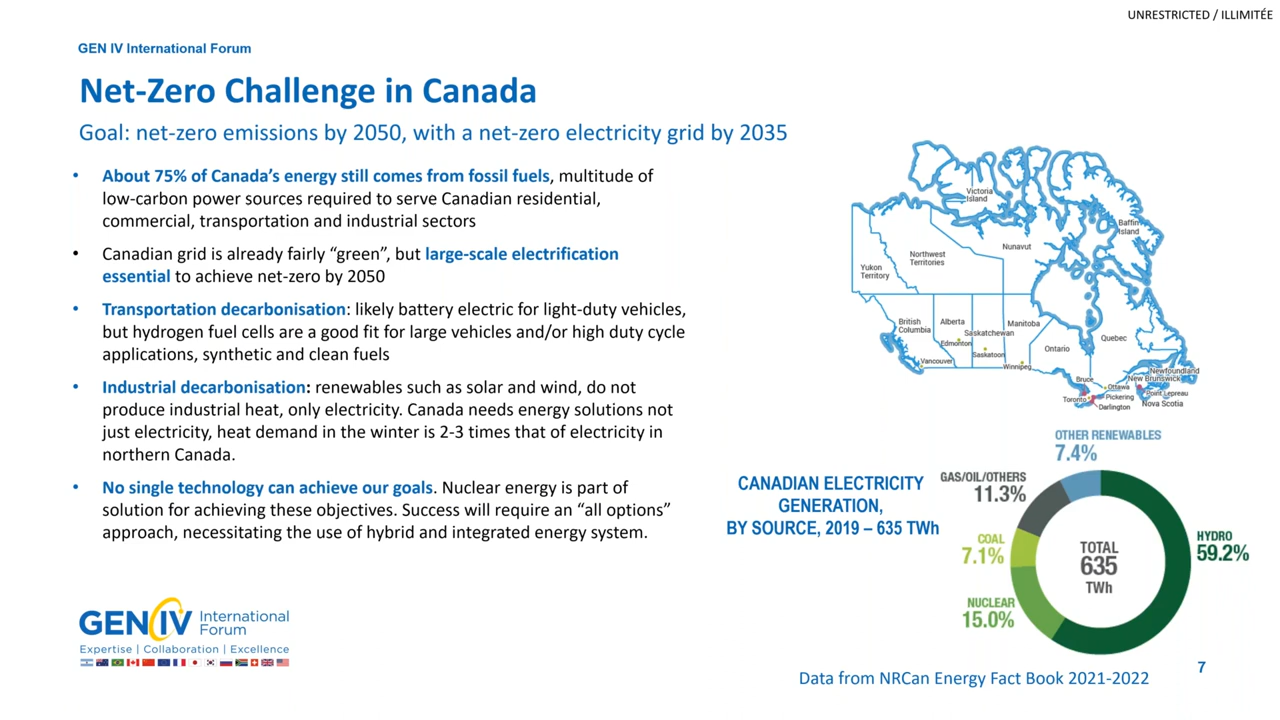 UNRESTRICTED / ILLIMITÉE
GEN IV International Forum
Net-Zero Challenge in Canada
Goal: net-zero emissions by 2050, with a net-zero electricity grid by 2035
• About 75% of Canada's energy still comes from fossil fuels, multitude of
low-carbon power sources required to serve Canadian residential,
commercial, transportation and industrial sectors
• Canadian grid is already fairly “green”, but large-scale electrification
essential to achieve net-zero by 2050
• Transportation decarbonisation: likely battery electric for light-duty vehicles,
but hydrogen fuel cells are a good fit for large vehicles and/or high duty cycle
applications, synthetic and clean fuels
• Industrial decarbonisation: renewables such as solar and wind, do not
produce industrial heat, only electricity. Canada needs energy solutions not
just electricity, heat demand in the winter is 2-3 times that of electricity in
northern Canada.
• No single technology can achieve our goals. Nuclear energy is part of
solution for achieving these objectives. Success will require an “all options”
approach, necessitating the use of hybrid and integrated energy system.
Victoria
Island
Baffin
Island
Nunavut
Northwest
Territories
Yukon
Territory
British
Columbia
Alberta
Saskatchewan
Manitoba
Edmonton
Saskatoon
Vancouver
Winnipeg
Ontario
Quebec
Newfoundland
New Brunswick
Point Lepreau
Nova Scotia
Bruce
Ottawa
Toronto
Pickering
Darlington
CANADIAN ELECTRICITY
GENERATION,
BY SOURCE, 2019 – 635 TWh
OTHER RENEWABLES
7.4%
GAS/OIL/OTHERS
11.3%
COAL
7.1%
NUCLEAR
15.0%
HYDRO
59.2%
TOTAL
635
TWh
GEN IV International
Forum
Expertise | Collaboration | Excellence
Data from NRCan Energy Fact Book 2021-2022
7